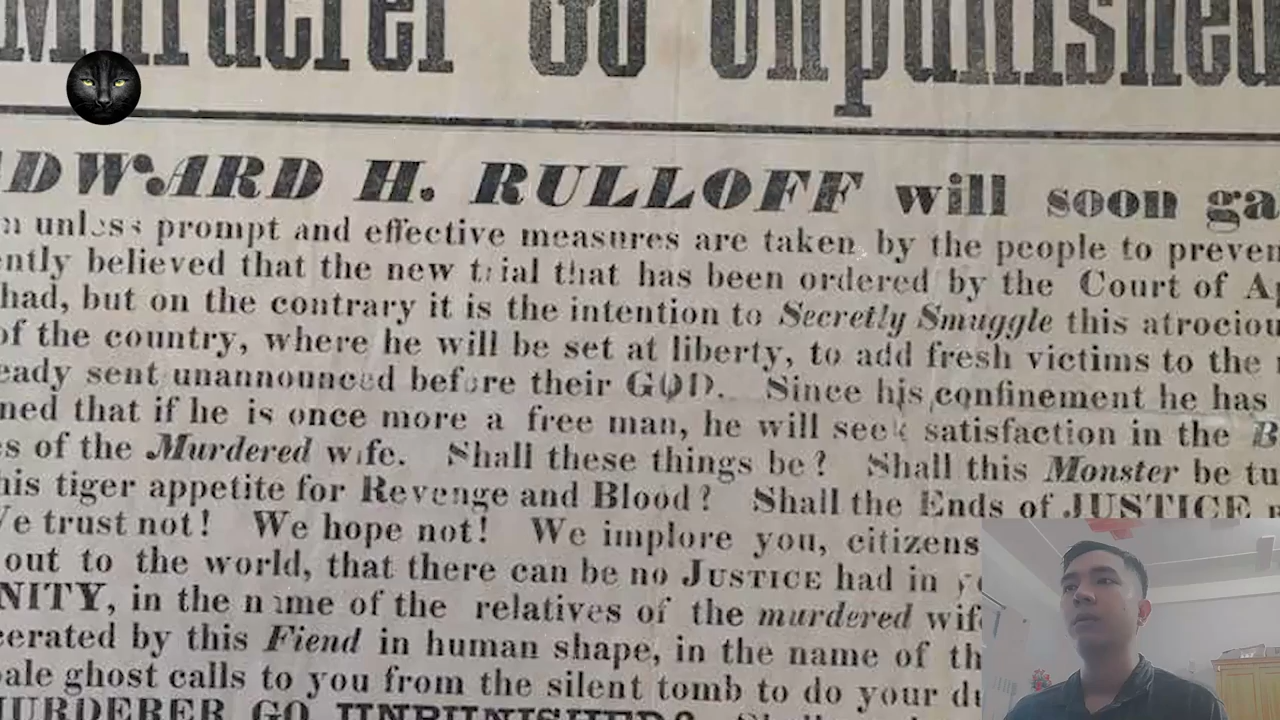 Murderer Go Unpunished
DWARD H. RULLOFF will soon ga
n unless prompt and effective measures are taken by the people to preven
ently believed that the new trial that has been ordered by the Court of Ap
had, but on the contrary it is the intention to Secretly Smuggle this atrociou
of the country, where he will be set at liberty, to add fresh victims to the
eady sent unannounced before their GOD. Since his confinement he has
ned that if he is once more a free man, he will seek satisfaction in the B
es of the Murdered wife. Shall these things be? Shall this Monster be tu
his tiger appetite for Revenge and Blood? Shall the Ends of JUSTICE
We trust not! We hope not! We implore you, citizens
out to the world, that there can be no JUSTICE had in
NITY, in the name of the relatives of the murdered wif
cerated by this Fiend in human shape, in the name of th
pale ghost calls to you from the silent tomb to do your du
MURDERER GO UNPUNISHED?